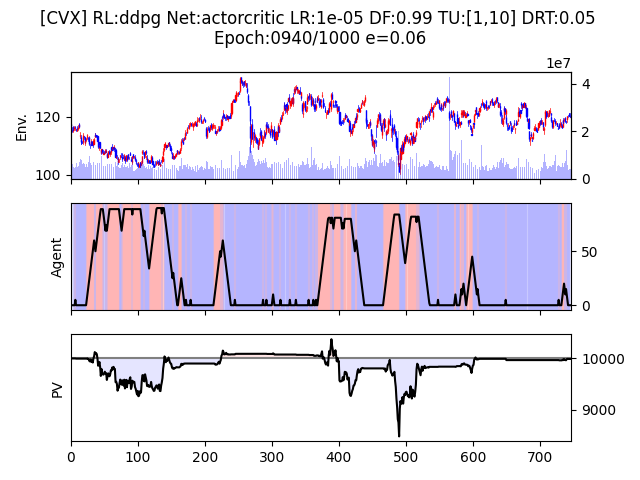 [CVX] RL:ddpg Net:actorcritic LR:1e-05 DF:0.99 TU:[1,10] DRT:0.05
Epoch:0940/1000 e=0.06
1e7
Env.
120
100
4
2
0
Agent
50
0
PV
10000
9000
0 100 200 300 400 500 600 700